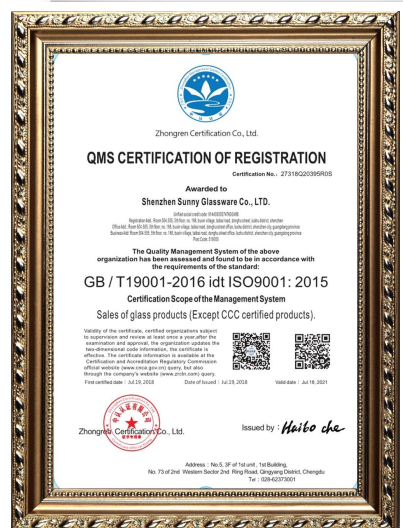 Zhongren Certification Co., Ltd.
QMS CERTIFICATION OF REGISTRATION
Certification No.: 27318Q20395R0S
Awarded to
Shenzhen Sunny Glassware Co., LTD.
The Quality Management System of the above
organization has been assessed and found to be in accordance with
the requirements of the standard:
GB / T19001-2016 idt ISO9001: 2015
Certification Scope of the Management System
Sales of glass products (Except CCC certified products).
Validity of the certificate, certified organizations subject
to supervision and review at least once a year, after the
examination and approval, the organization updates the
two-dimensional code information, the certificate is
effective. The certificate information is available at the
Certification and Accreditation Regulatory Commission
official website (www.cnca.gov.cn) query, but also
through the company's website (www.zrcln.com) query.
First certified date : Jul.19, 2018 Date of Issued : Jul.19, 2018 Valid date : Jul.19, 2021
Zhongren Certification Co., Ltd.
Issued by : Haibo che
Address : No.5, 3F of 1st unit, 1st Building,
No. 73 of 2nd Western Sector 2nd Ring Road, Qingyang District, Chengdu
Tel : 028-62373001